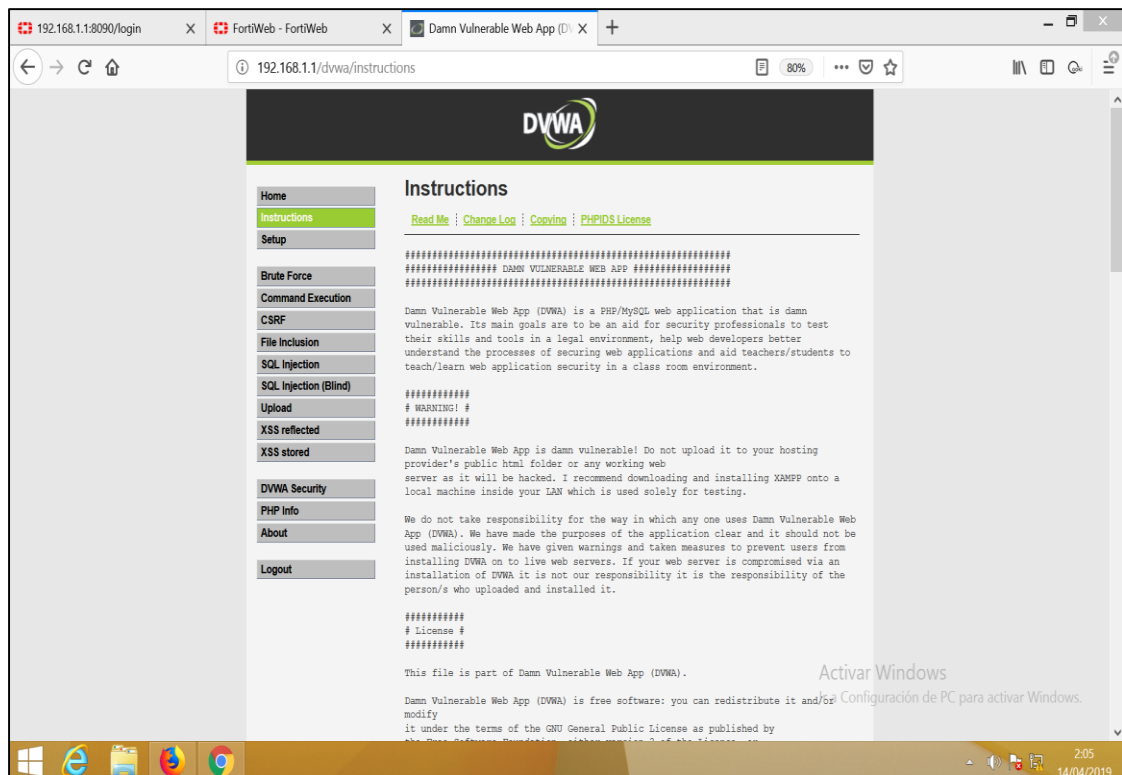 192.168.1.1:8090/login
FortiWeb - FortiWeb
Damn Vulnerable Web App (DV
192.168.1.1/dvwa/instructions
80%
DVWA
Home
Instructions
Setup
Brute Force
Command Execution
CSRF
File Inclusion
SQL Injection
SQL Injection (Blind)
Upload
XSS reflected
XSS stored
DVWA Security
PHP Info
About
Logout
Instructions
Read Me
Change Log
Copying
PHPIDS License
############################################################
################# DAMN VULNERABLE WEB APP ##################
############################################################
Damn Vulnerable Web App (DVWA) is a PHP/MySQL web application that is damn
vulnerable. Its main goals are to be an aid for security professionals to test
their skills and tools in a legal environment, help web developers better
understand the processes of securing web applications and aid teachers/students to
teach/learn web application security in a class room environment.
############
# WARNING! #
############
Damn Vulnerable Web App is damn vulnerable! Do not upload it to your hosting
provider's public html folder or any working web
server as it will be hacked. I recommend downloading and installing XAMPP onto a
local machine inside your LAN which is used solely for testing.
We do not take responsibility for the way in which any one uses Damn Vulnerable Web
App (DVWA). We have made the purposes of the application clear and it should not be
used maliciously. We have given warnings and taken measures to prevent users from
installing DVWA on to live web servers. If your web server is compromised via an
installation of DVWA it is not our responsibility it is the responsibility of the
person/s who uploaded and installed it.
###########
# License #
###########
This file is part of Damn Vulnerable Web App (DVWA).
Damn Vulnerable Web App (DVWA) is free software: you can redistribute it and/or
modify
it under the terms of the GNU General Public License as published by
Activar Windows
a Configuración de PC para activar Windows.
2:05
14/04/2019